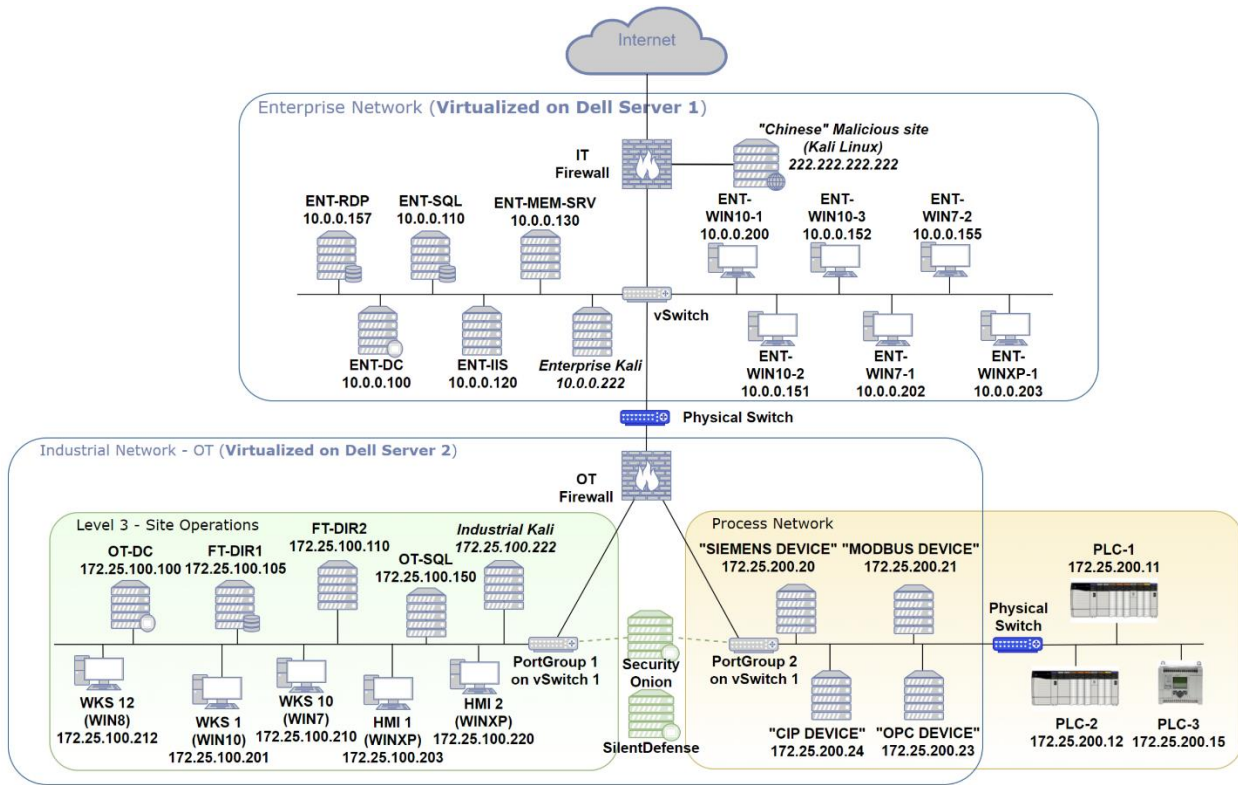 Internet
Enterprise Network (Virtualized on Dell Server 1)
"Chinese" Malicious site
(Kali Linux)
222.222.222.222
IT
Firewall
ENT-RDP
10.0.0.157
ENT-SQL
10.0.0.110
ENT-MEM-SRV
10.0.0.130
ENT-
WIN10-1
10.0.0.200
ENT-
WIN10-3
10.0.0.152
ENT-
WIN7-2
10.0.0.155
vSwitch
ENT-DC
10.0.0.100
ENT-IIS
10.0.0.120
Enterprise Kali
10.0.0.222
ENT-
WIN10-2
10.0.0.151
ENT-
WIN7-1
10.0.0.202
ENT-
WINXP-1
10.0.0.203
Physical Switch
Industrial Network - OT (Virtualized on Dell Server 2)
OT
Firewall
Level 3 - Site Operations
OT-DC
172.25.100.100
FT-DIR1
172.25.100.105
FT-DIR2
172.25.100.110
OT-SQL
172.25.100.150
Industrial Kali
172.25.100.222
PortGroup 1
on vSwitch 1
WKS 12
(WIN8)
172.25.100.212
WKS 1
(WIN10)
172.25.100.201
WKS 10
(WIN7)
172.25.100.210
HMI 1
(WINXP)
172.25.100.203
HMI 2
(WINXP)
172.25.100.220
Security
Onion
SilentDefense
Process Network
"SIEMENS DEVICE"
172.25.200.20
"MODBUS DEVICE"
172.25.200.21
PLC-1
172.25.200.11
Physical
Switch
PortGroup 2
on vSwitch 1
"CIP DEVICE"
172.25.200.24
"OPC DEVICE"
172.25.200.23
PLC-2
172.25.200.12
PLC-3
172.25.200.15